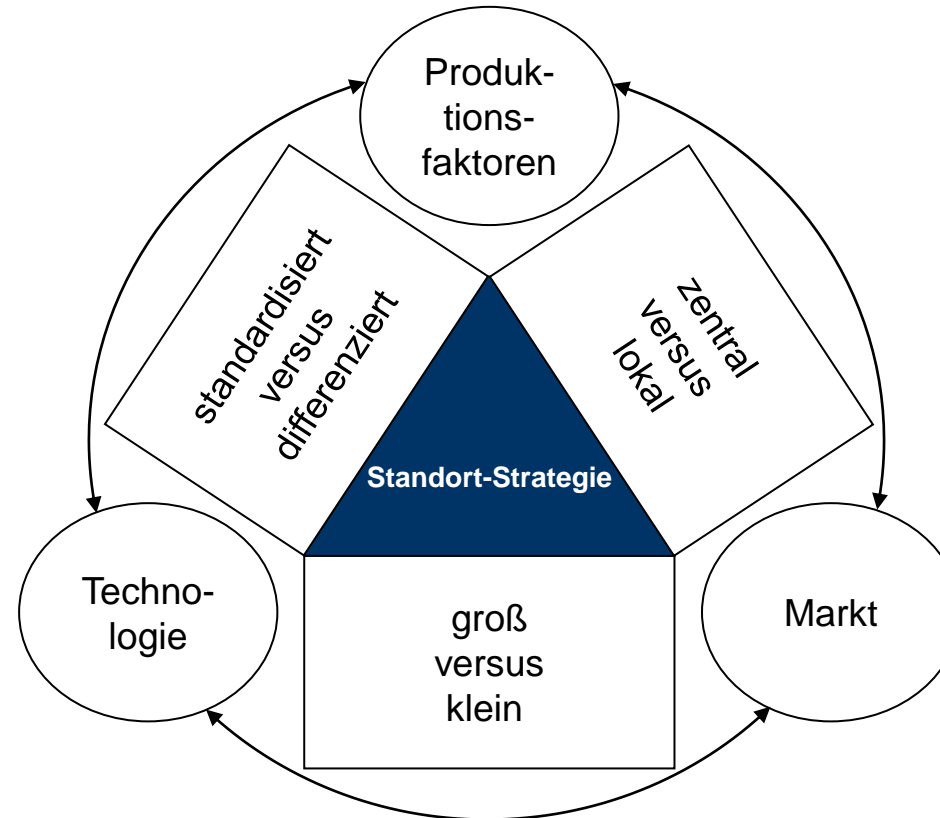 Produk-
tions-
faktoren
standardisiert
versus
differenziert
zentral
versus
lokal
Standort-Strategie
Techno-
logie
groß
versus
klein
Markt